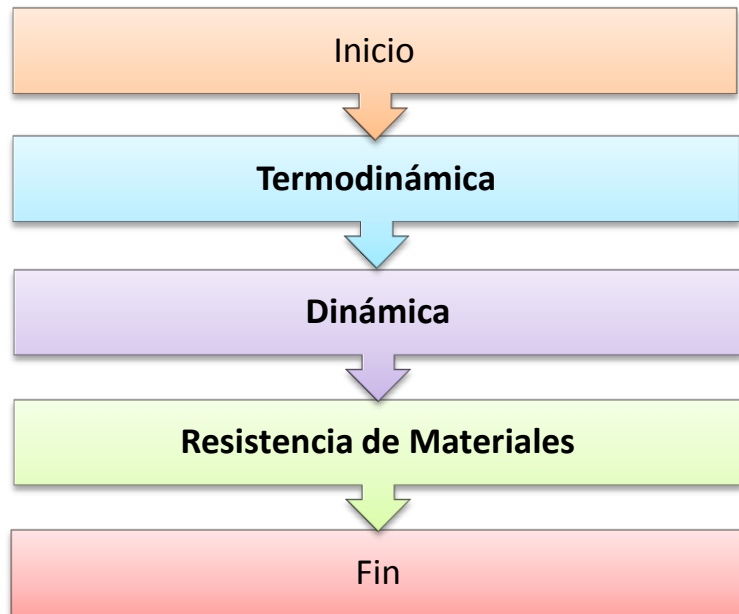 Inicio
Termodinámica
Dinámica
Resistencia de Materiales
Fin